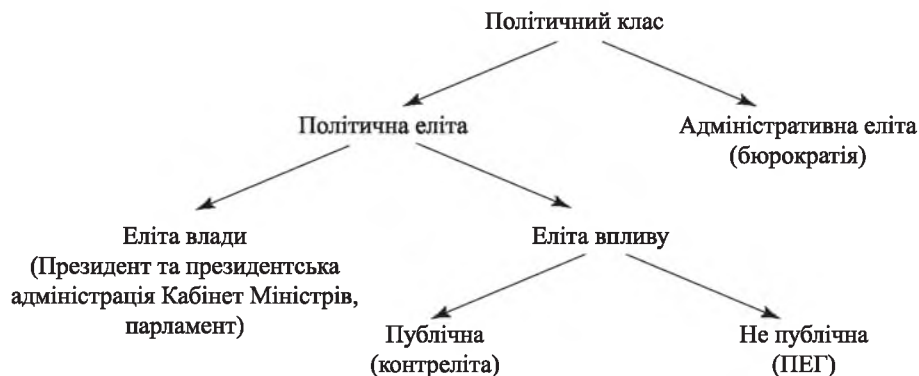 Політичний клас
Політична еліта
Адміністративна еліта
(бюрократія)
Еліта влади
(Президент та президентська
адміністрація Кабінет Міністрів,
парламент)
Еліта впливу
Публічна
(контреліта)
Не публічна
(ПЕГ)